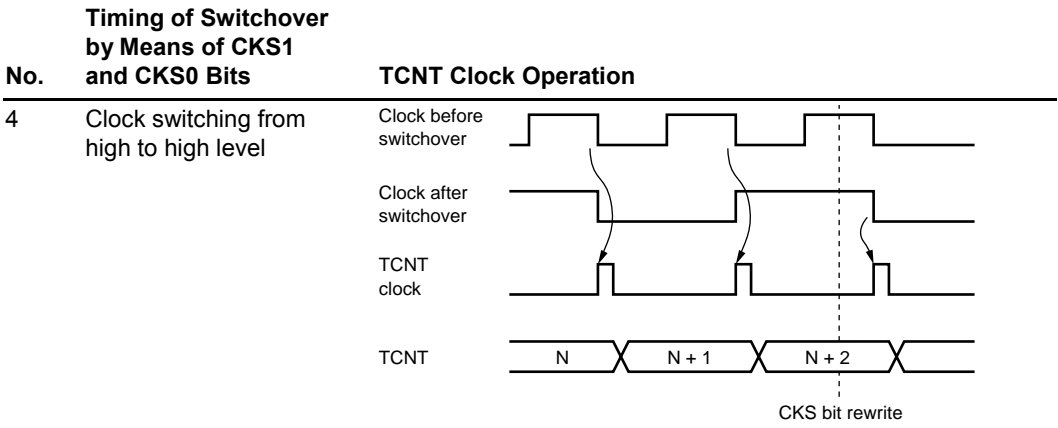 Timing of Switchover
by Means of CKS1
No. and CKS0 Bits TCNT Clock Operation
4 Clock switching from
high to high level
Clock before
switchover
Clock after
switchover
TCNT
clock
TCNT N N + 1 N + 2
CKS bit rewrite